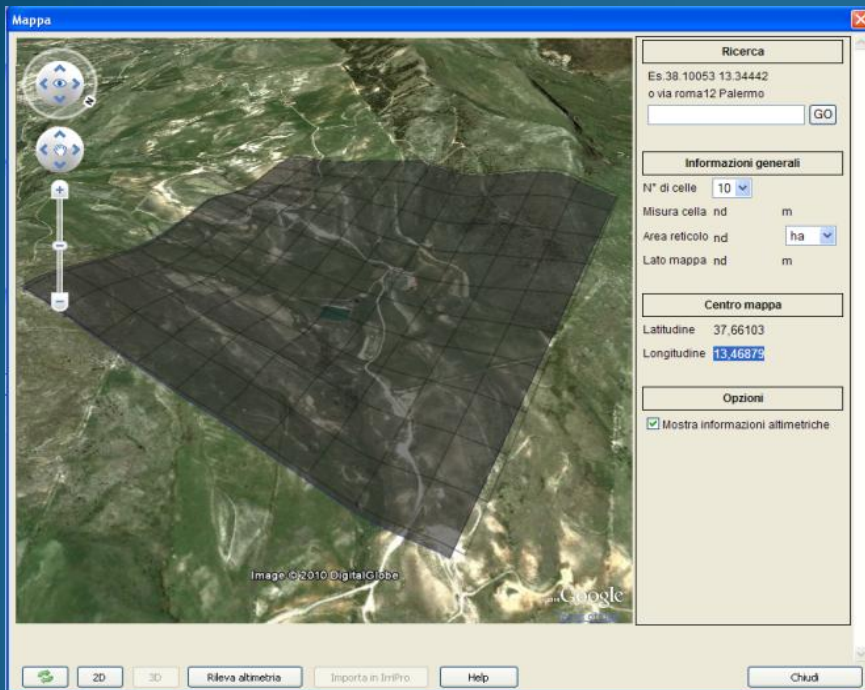 Mappa
Ricerca
Es.38.10053 13.34442
o via roma12 Palermo
GO
Informazioni generali
N° di celle 10
Misura cella nd m
Area reticolo nd ha
Lato mappa nd m
Centro mappa
Latitudine 37,66103
Longitudine 13,46879
Opzioni
Mostra informazioni altimetriche
N
Image © 2010 DigitalGlobe
Google
2D
3D
Rileva altimetria
Importa in IrriPro
Help
Chiudi